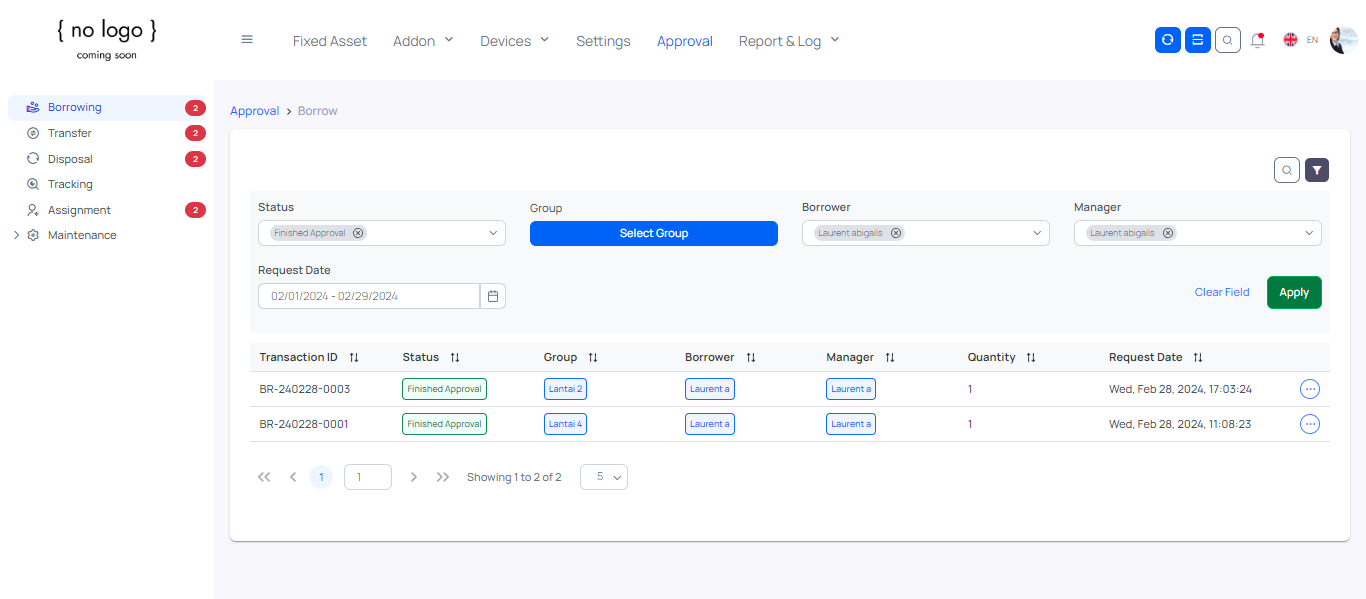 { no logo }
coming soon
Fixed Asset Addon Devices Settings Approval Report & Log EN
Borrowing 2
Transfer 2
Disposal 2
Tracking
Assignment 2
Maintenance
Approval > Borrow
Status Group Borrower Manager
Finished Approval Select Group Laurent abigails Laurent abigails
Request Date
02/01/2024 - 02/29/2024 Clear Field Apply
Transaction ID Status Group Borrower Manager Quantity Request Date
BR-240228-0003 Finished Approval Lantai 2 Laurent a Laurent a 1 Wed, Feb 28, 2024, 17:03:24
BR-240228-0001 Finished Approval Lantai 4 Laurent a Laurent a 1 Wed, Feb 28, 2024, 11:08:23
1 1 Showing 1 to 2 of 2 5